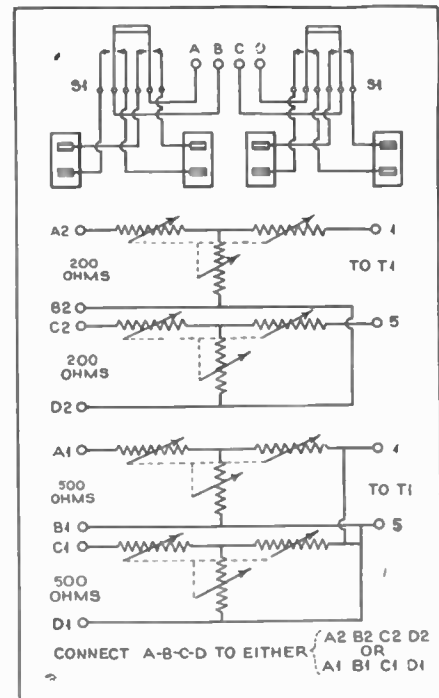 A B C D
S1 S1
A2 1
200
OHMS
TO T1
B2
C2 5
200
OHMS
D2
A1 1
500
OHMS
TO T1
B1 5
C1
500
OHMS
D1
CONNECT A-B-C-D TO EITHER { A2 B2 C2 D2
OR
A1 B1 C1 D1